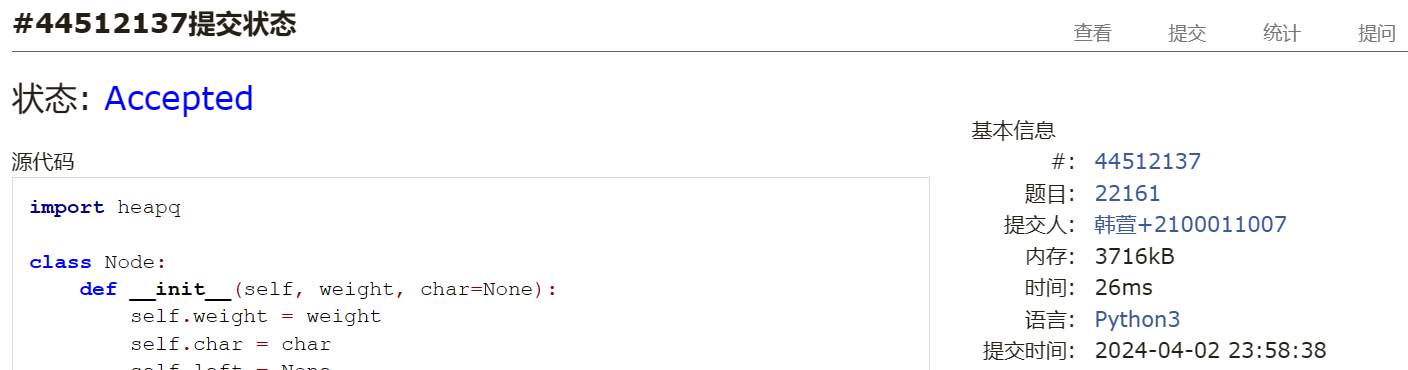 #44512137提交状态
查看 提交 统计 提问
状态: Accepted
源代码
import heapq
class Node:
def __init__(self, weight, char=None):
self.weight = weight
self.char = char
self.left = None
基本信息
#: 44512137
题目: 22161
提交人: 韩萱+2100011007
内存: 3716kB
时间: 26ms
语言: Python3
提交时间: 2024-04-02 23:58:38